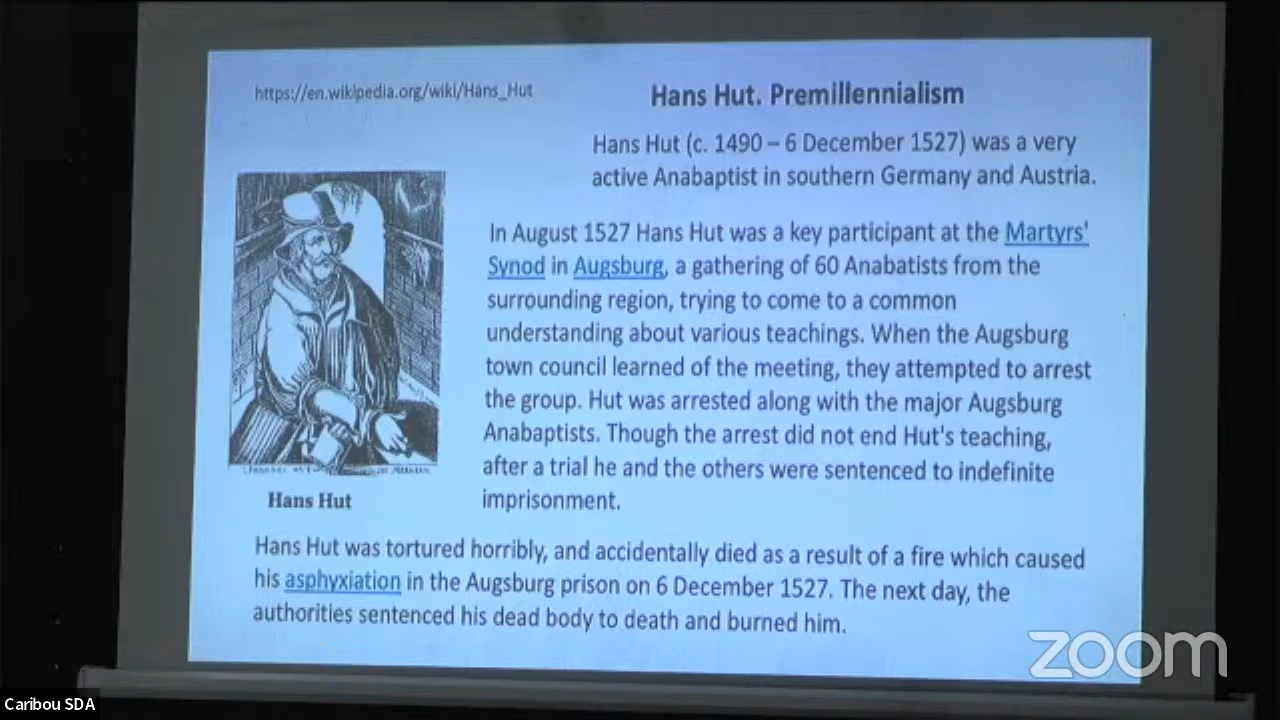 https://en.wikipedia.org/wiki/Hans_Hut
Hans Hut. Premillennialism
Hans Hut (c. 1490 – 6 December 1527) was a very
active Anabaptist in southern Germany and Austria.
In August 1527 Hans Hut was a key participant at the Martyrs'
Synod in Augsburg, a gathering of 60 Anabatists from the
surrounding region, trying to come to a common
understanding about various teachings. When the Augsburg
town council learned of the meeting, they attempted to arrest
the group. Hut was arrested along with the major Augsburg
Anabaptists. Though the arrest did not end Hut's teaching,
after a trial he and the others were sentenced to indefinite
imprisonment.
Hans Hut
Hans Hut was tortured horribly, and accidentally died as a result of a fire which caused
his asphyxiation in the Augsburg prison on 6 December 1527. The next day, the
authorities sentenced his dead body to death and burned him.
zoom
Caribou SDA